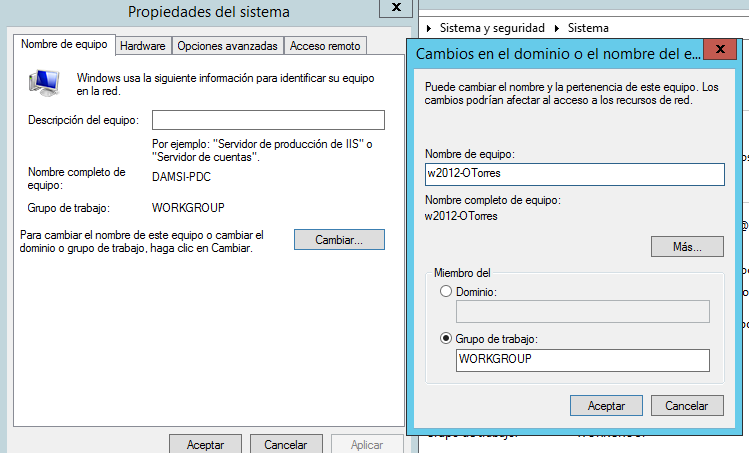 Propiedades del sistema
x
Nombre de equipo
Hardware
Opciones avanzadas
Acceso remoto
Windows usa la siguiente información para identificar su equipo
en la red.
Descripción del equipo:
Por ejemplo: "Servidor de producción de IIS" o
"Servidor de cuentas".
Nombre completo de
equipo:
DAMSI-PDC
Grupo de trabajo:
WORKGROUP
Para cambiar el nombre de este equipo o cambiar el
dominio o grupo de trabajo, haga clic en Cambiar.
Cambiar...
Aceptar
Cancelar
Aplicar
Sistema y seguridad
Sistema
Cambios en el dominio o el nombre del e...
x
Puede cambiar el nombre y la pertenencia de este equipo. Los
cambios podrían afectar al acceso a los recursos de red.
Nombre de equipo:
w2012-OTorres
Nombre completo de equipo:
w2012-OTorres
Más...
Miembro del
Dominio:
Grupo de trabajo:
WORKGROUP
Aceptar
Cancelar